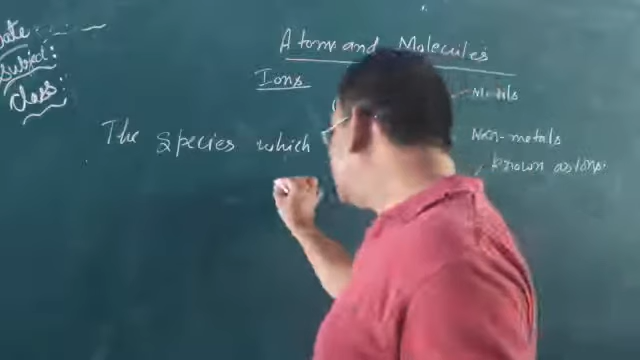 Date:
Subject:
Class:
Atoms and Molecules
Ions
Metals
Non-metals
The species which
known as ions.